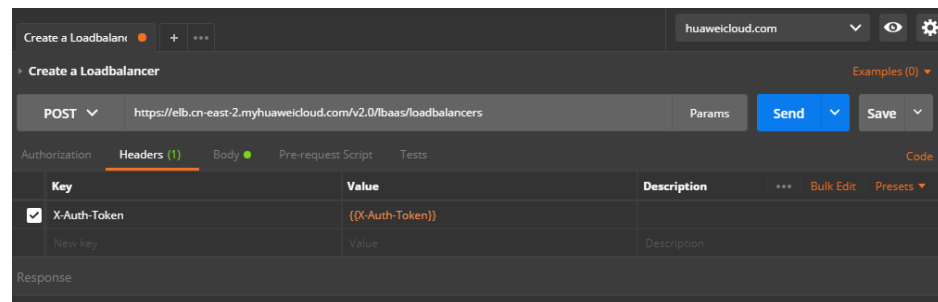 Create a Loadbalanc + ••• huaweicloud.com
Create a Loadbalancer Examples (0)
POST https://elb.cn-east-2.myhuaweicloud.com/v2.0/lbaas/loadbalancers Params Send Save
Authorization Headers (1) Body Pre-request Script Tests Code
Key Value Description ••• Bulk Edit Presets
X-Auth-Token {{X-Auth-Token}}
New key Value Description
Response